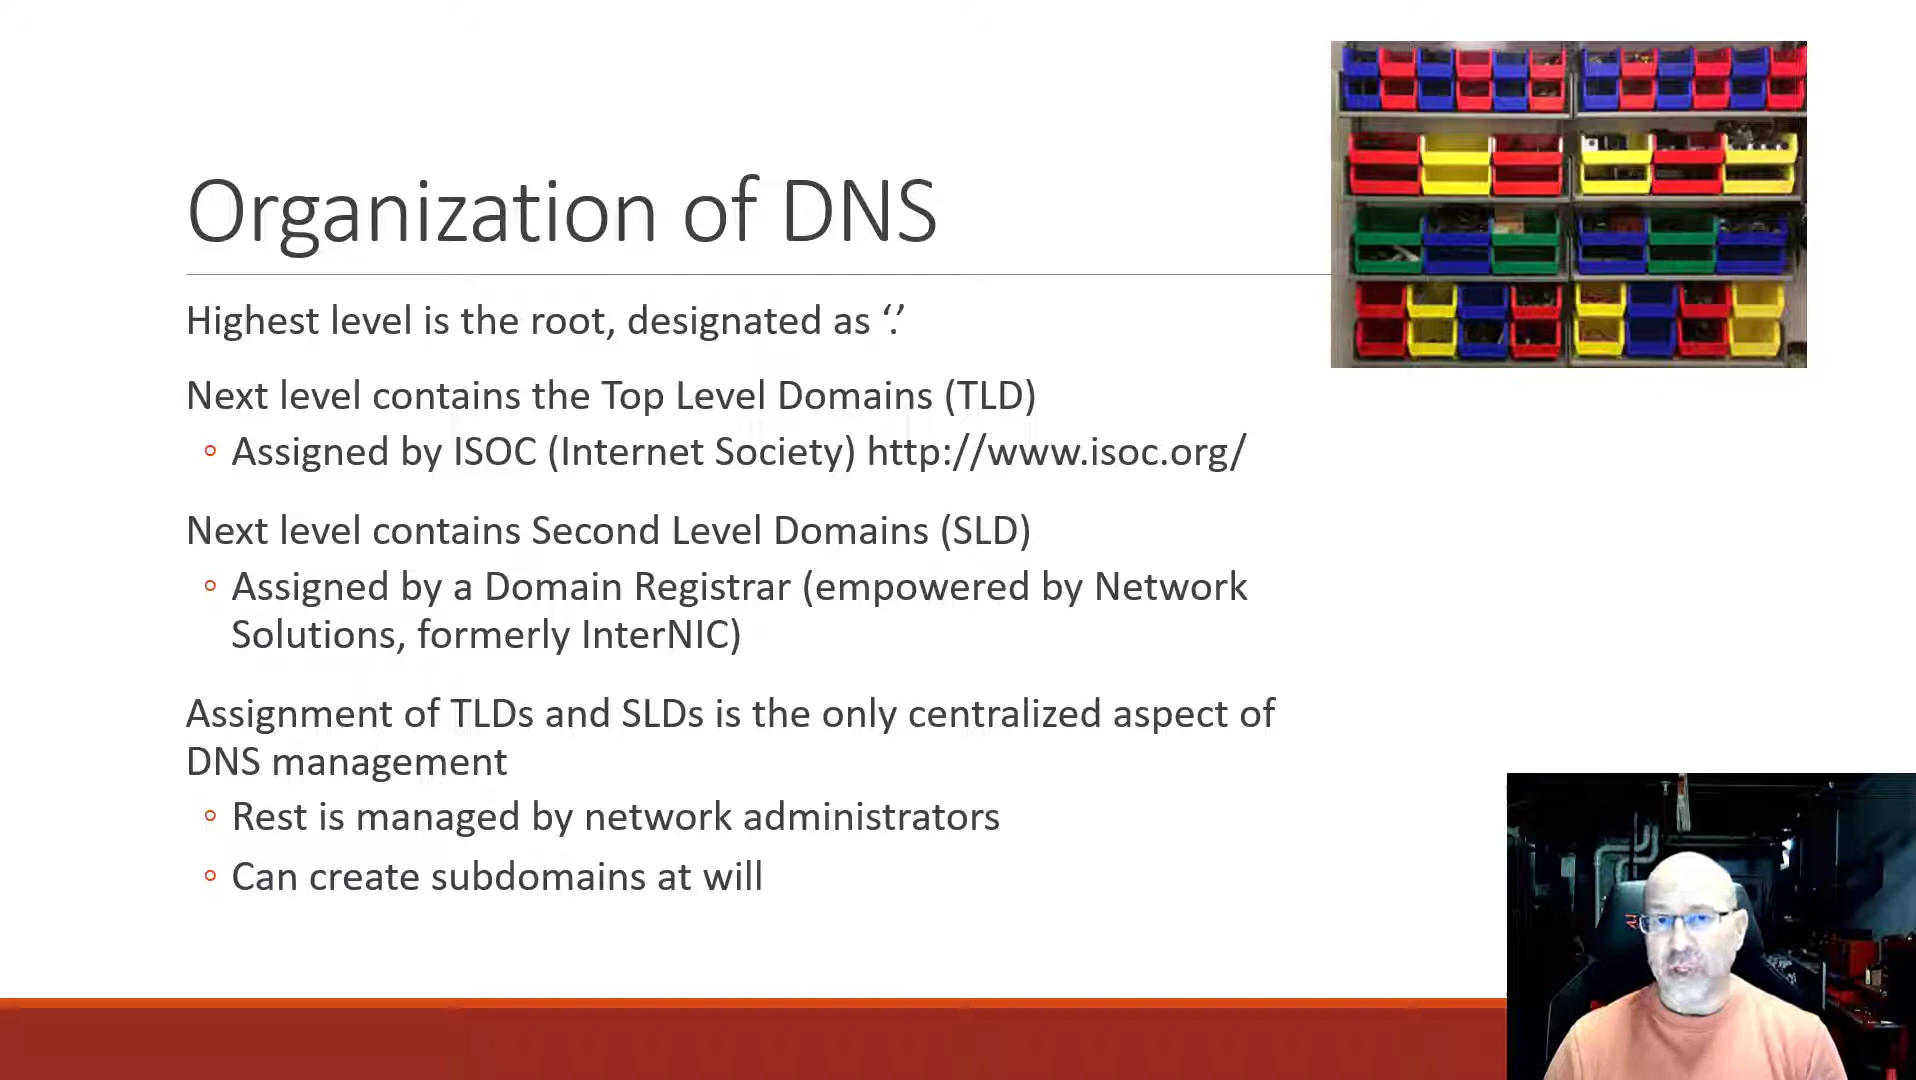 Organization of DNS
Highest level is the root, designated as ‘.’
Next level contains the Top Level Domains (TLD)
◦ Assigned by ISOC (Internet Society) http://www.isoc.org/
Next level contains Second Level Domains (SLD)
◦ Assigned by a Domain Registrar (empowered by Network
Solutions, formerly InterNIC)
Assignment of TLDs and SLDs is the only centralized aspect of
DNS management
◦ Rest is managed by network administrators
◦ Can create subdomains at will